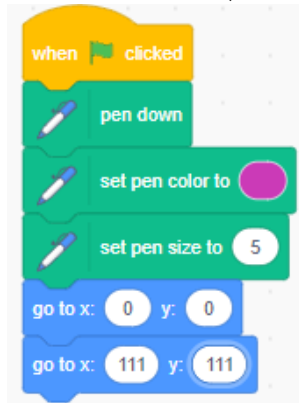 when clicked
pen down
set pen color to
set pen size to 5
go to x: 0 y: 0
go to x: 111 y: 111